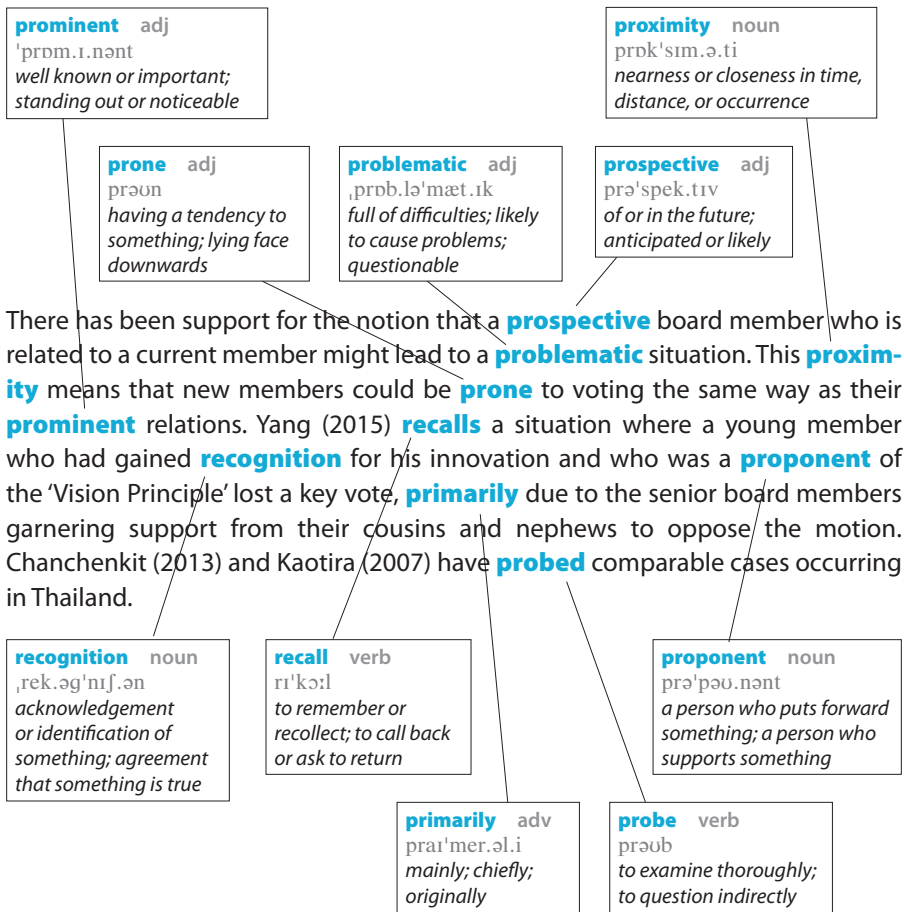 prominent adj
ˈprɒm.ɪ.nənt
well known or important;
standing out or noticeable
proximity noun
prɒkˈsɪm.ə.ti
nearness or closeness in time,
distance, or occurrence
prone adj
prəʊn
having a tendency to
something; lying face
downwards
problematic adj
ˌprɒb.ləˈmæt.ɪk
full of difficulties; likely
to cause problems;
questionable
prospective adj
prəˈspek.tɪv
of or in the future;
anticipated or likely
There has been support for the notion that a prospective board member who is
related to a current member might lead to a problematic situation. This proxim-
ity means that new members could be prone to voting the same way as their
prominent relations. Yang (2015) recalls a situation where a young member
who had gained recognition for his innovation and who was a proponent of
the ‘Vision Principle’ lost a key vote, primarily due to the senior board members
garnering support from their cousins and nephews to oppose the motion.
Chanchenkit (2013) and Kaotira (2007) have probed comparable cases occurring
in Thailand.
recognition noun
ˌrek.əgˈnɪʃ.ən
acknowledgement
or identification of
something; agreement
that something is true
recall verb
rɪˈkɔːl
to remember or
recollect; to call back
or ask to return
proponent noun
prəˈpəʊ.nənt
a person who puts forward
something; a person who
supports something
primarily adv
praɪˈmer.əl.i
mainly; chiefly;
originally
probe verb
prəʊb
to examine thoroughly;
to question indirectly